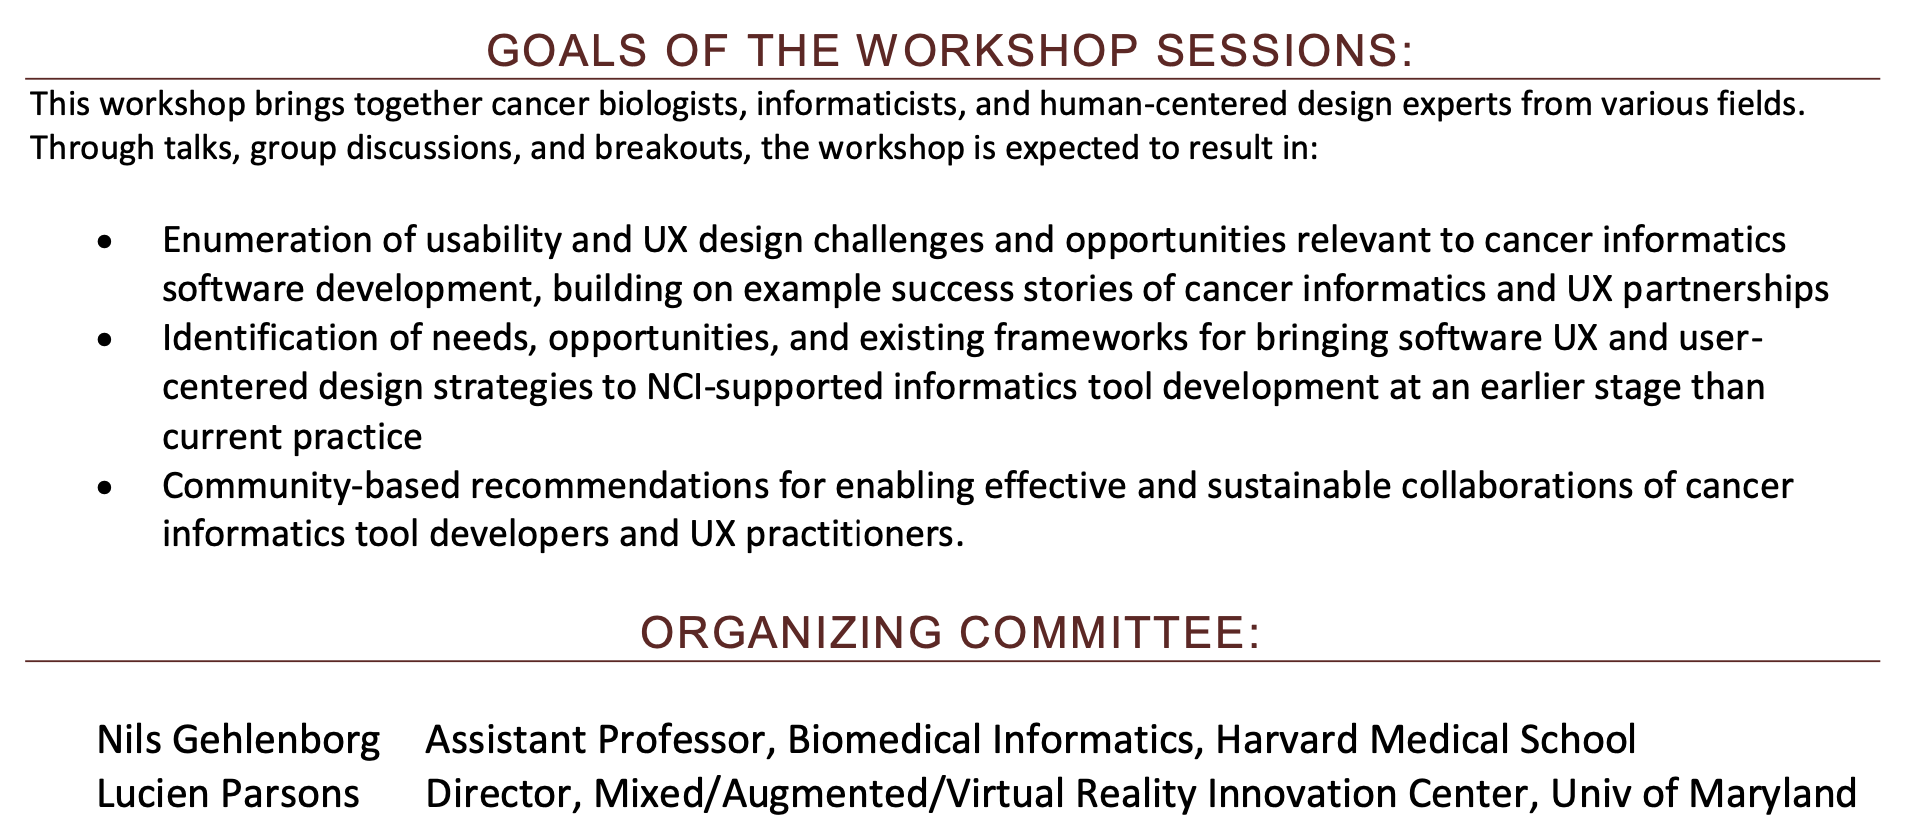 GOALS OF THE WORKSHOP SESSIONS:
This workshop brings together cancer biologists, informaticists, and human-centered design experts from various fields.
Through talks, group discussions, and breakouts, the workshop is expected to result in:
• Enumeration of usability and UX design challenges and opportunities relevant to cancer informatics
software development, building on example success stories of cancer informatics and UX partnerships
• Identification of needs, opportunities, and existing frameworks for bringing software UX and user-
centered design strategies to NCI-supported informatics tool development at an earlier stage than
current practice
• Community-based recommendations for enabling effective and sustainable collaborations of cancer
informatics tool developers and UX practitioners.
ORGANIZING COMMITTEE:
Nils Gehlenborg Assistant Professor, Biomedical Informatics, Harvard Medical School
Lucien Parsons Director, Mixed/Augmented/Virtual Reality Innovation Center, Univ of Maryland